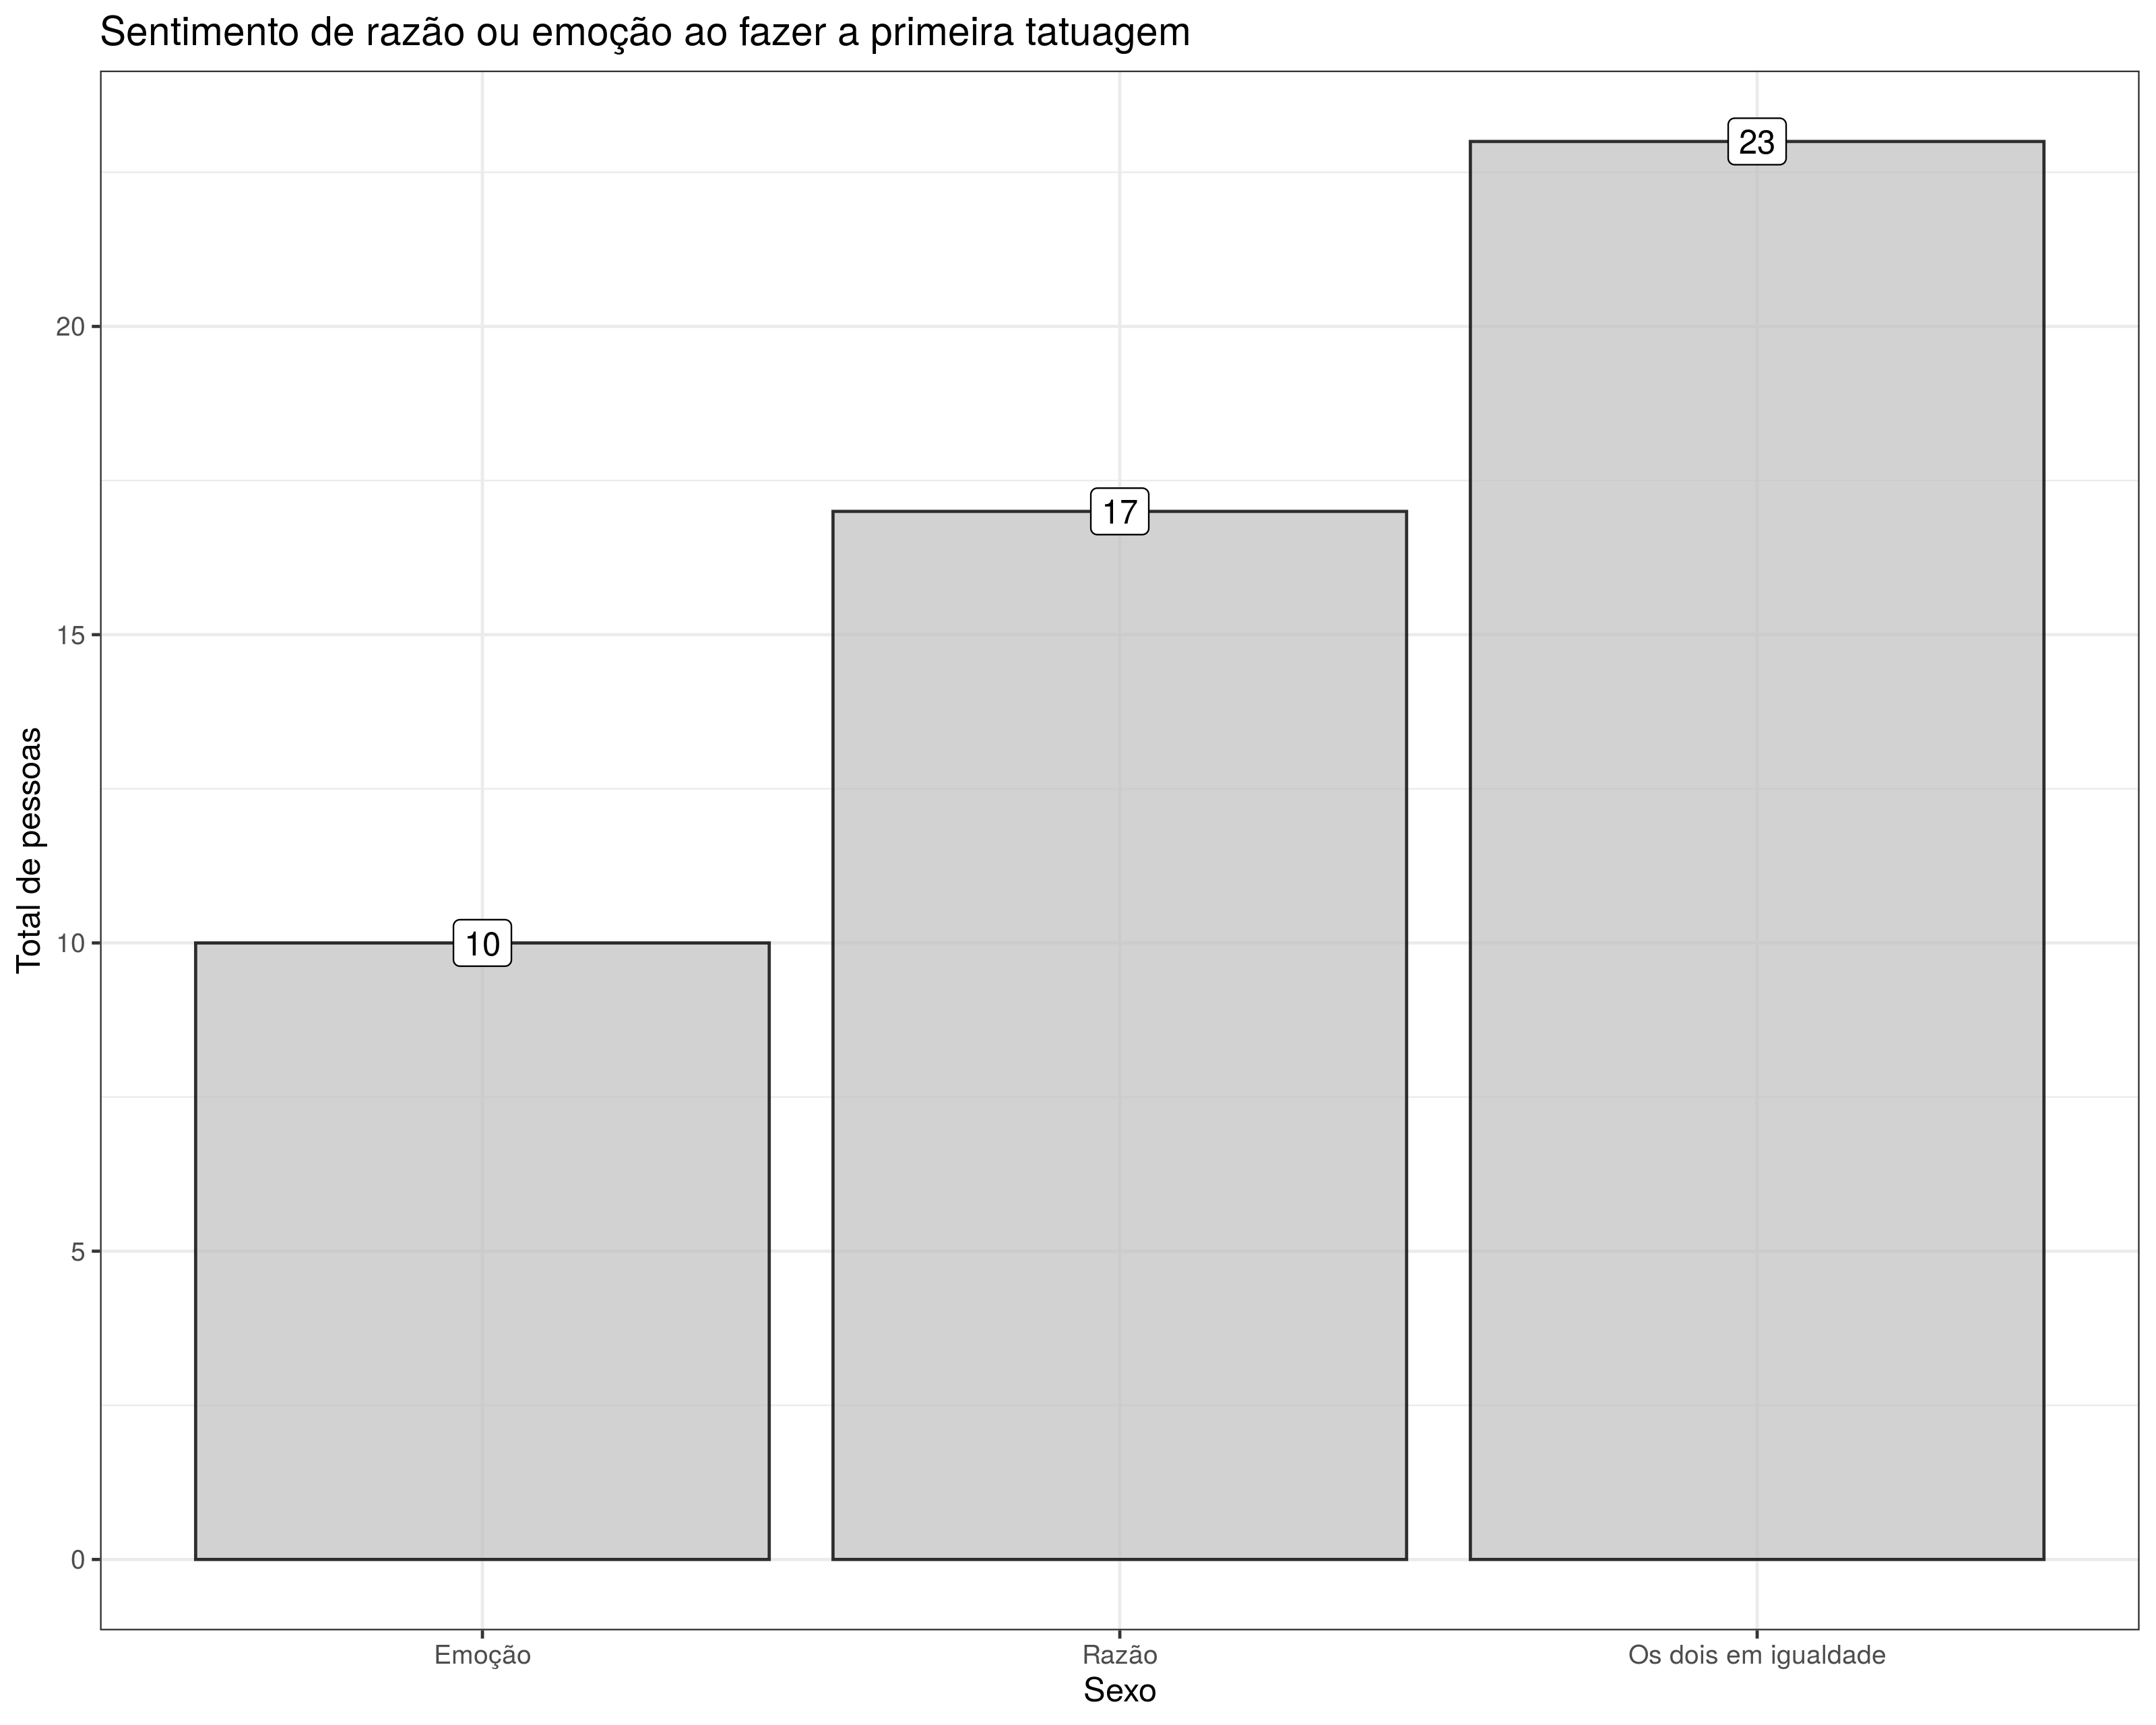 Sentimento de razão ou emoção ao fazer a primeira tatuagem
23
20
17
15
Total de pessoas
10
10
5
0
Emoção Razão Os dois em igualdade
Sexo